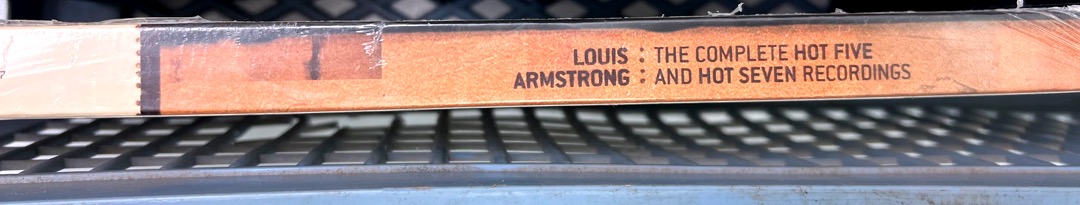 LOUIS : THE COMPLETE HOT FIVE
ARMSTRONG : AND HOT SEVEN RECORDINGS